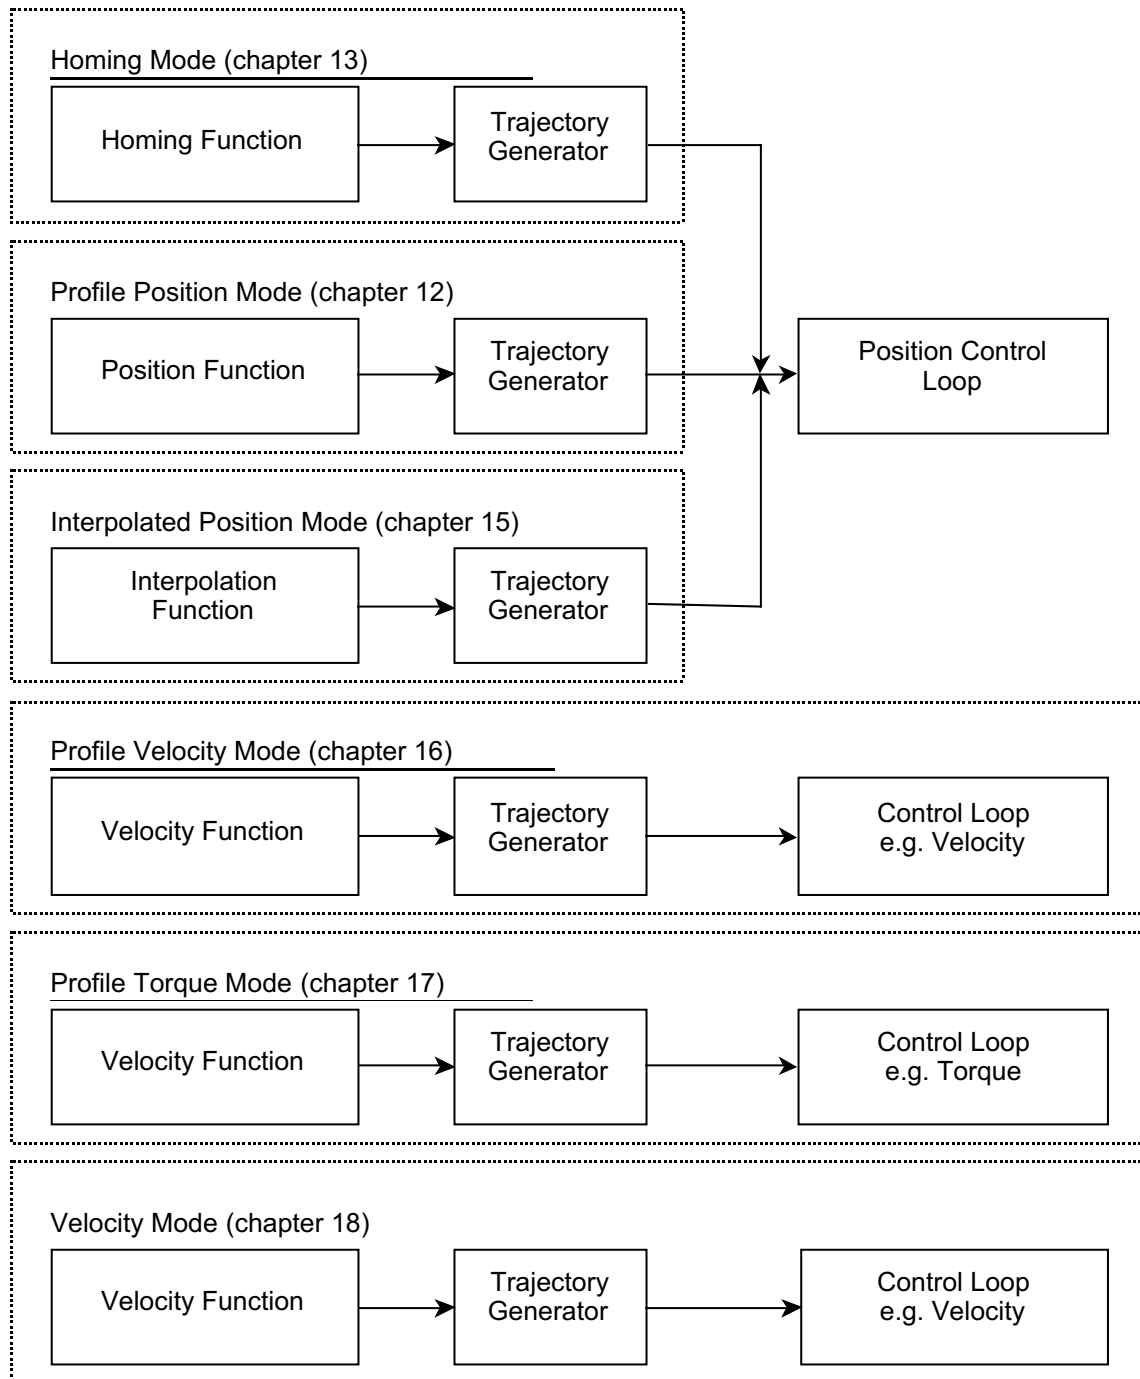 Homing Mode (chapter 13)
Homing Function
Trajectory
Generator
Profile Position Mode (chapter 12)
Position Function
Trajectory
Generator
Position Control
Loop
Interpolated Position Mode (chapter 15)
Interpolation
Function
Trajectory
Generator
Profile Velocity Mode (chapter 16)
Velocity Function
Trajectory
Generator
Control Loop
e.g. Velocity
Profile Torque Mode (chapter 17)
Velocity Function
Trajectory
Generator
Control Loop
e.g. Torque
Velocity Mode (chapter 18)
Velocity Function
Trajectory
Generator
Control Loop
e.g. Velocity